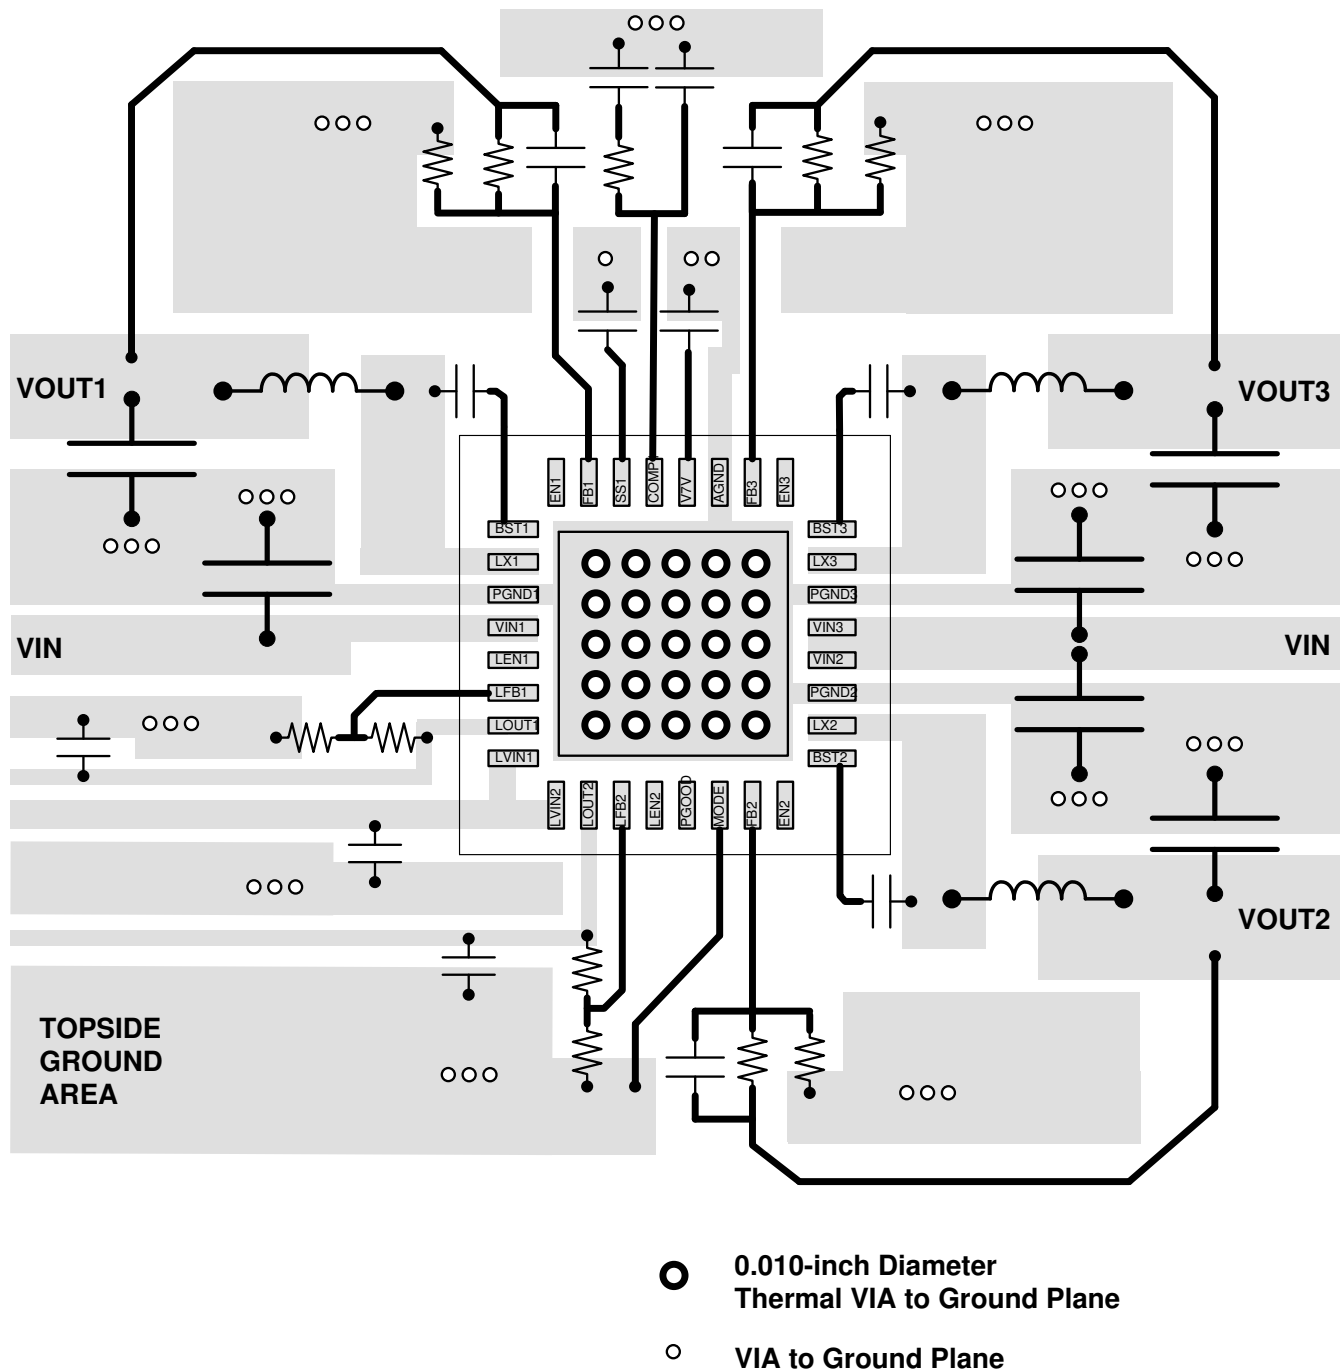 VOUT1
VOUT3
EN1
FB1
SS1
COMP
V7V
AGND
FB3
EN3
BST1
BST3
LX1
LX3
PGND1
PGND3
VIN1
VIN3
VIN
VIN
LEN1
VIN2
LFB1
PGND2
LOUT1
LX2
LVIN1
BST2
LVIN2
LOUT2
LFB2
LEN2
PGOOD
MODE
FB2
EN2
VOUT2
TOPSIDE
GROUND
AREA
0.010-inch Diameter
Thermal VIA to Ground Plane
VIA to Ground Plane